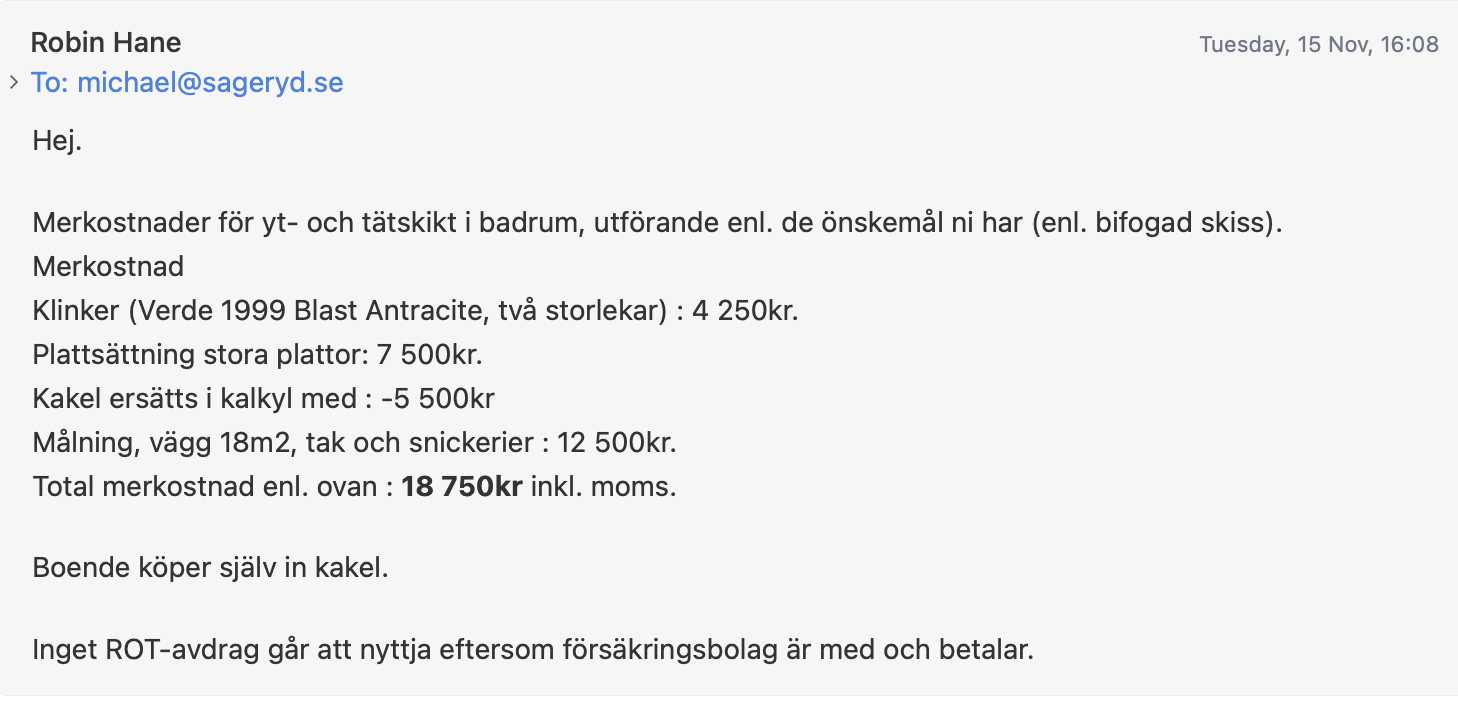 Robin Hane
Tuesday, 15 Nov, 16:08
To: michael@sageryd.se
Hej.
Merkostnader för yt- och tätskikt i badrum, utförande enl. de önskemål ni har (enl. bifogad skiss).
Merkostnad
Klinker (Verde 1999 Blast Antracite, två storlekar) : 4 250kr.
Plattsättning stora plattor: 7 500kr.
Kakel ersätts i kalkyl med : -5 500kr
Målning, vägg 18m2, tak och snickerier : 12 500kr.
Total merkostnad enl. ovan : 18 750kr inkl. moms.
Boende köper själv in kakel.
Inget ROT-avdrag går att nyttja eftersom försäkringsbolag är med och betalar.